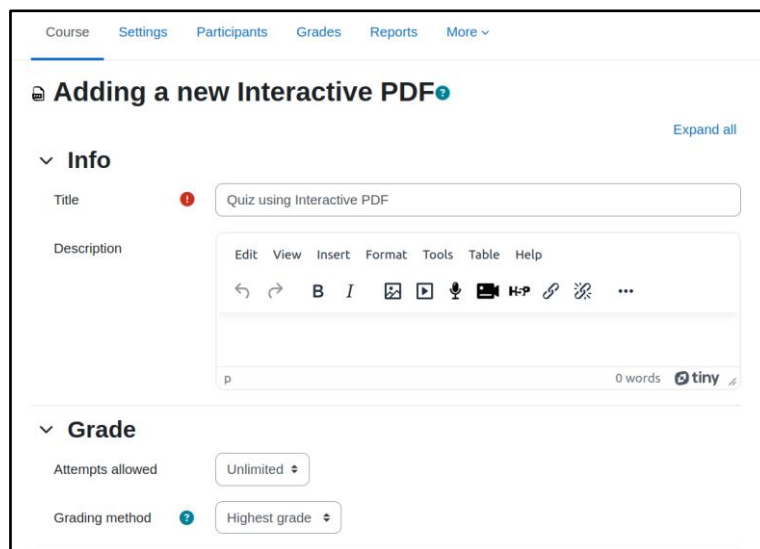 Course Settings Participants Grades Reports More
Adding a new Interactive PDF
Expand all
Info
Title Quiz using Interactive PDF
Description
Edit View Insert Format Tools Table Help
B I H-P
p 0 words tiny
Grade
Attempts allowed Unlimited
Grading method Highest grade